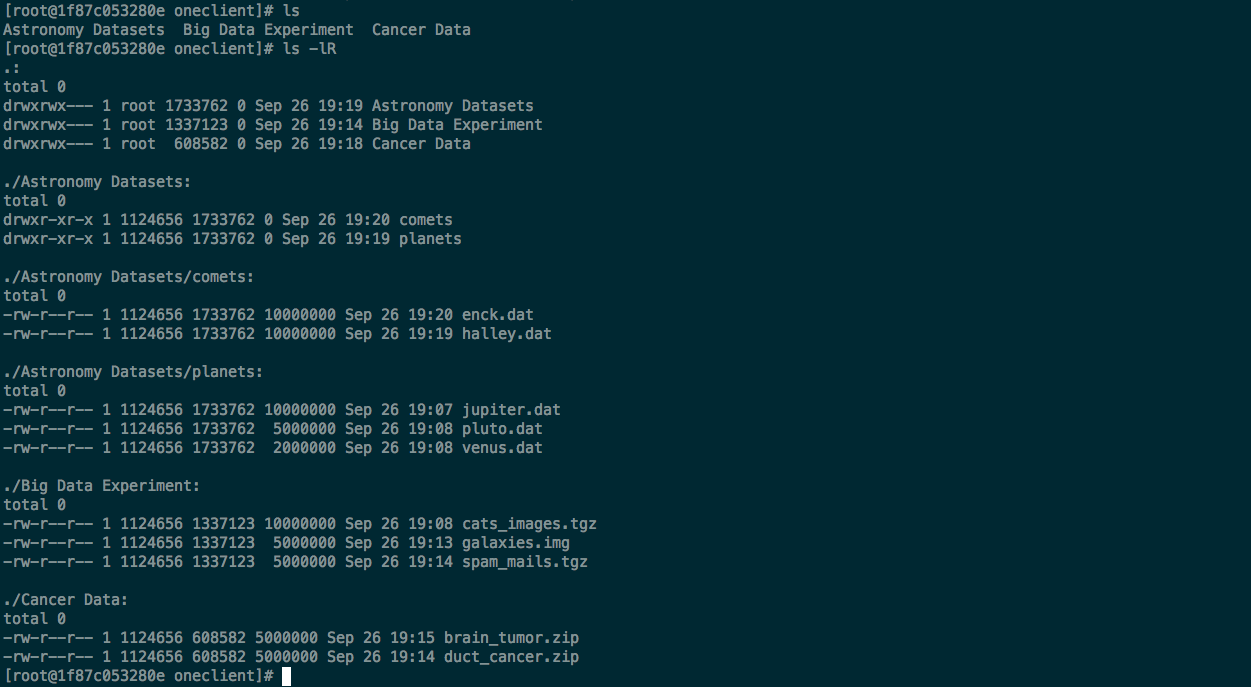 [root@1f87c053280e oneclient]# ls
Astronomy Datasets  Big Data Experiment  Cancer Data
[root@1f87c053280e oneclient]# ls -lR
.:
total 0
drwxrwx--- 1 root 1733762 0 Sep 26 19:19 Astronomy Datasets
drwxrwx--- 1 root 1337123 0 Sep 26 19:14 Big Data Experiment
drwxrwx--- 1 root  608582 0 Sep 26 19:18 Cancer Data

./Astronomy Datasets:
total 0
drwxr-xr-x 1 1124656 1733762 0 Sep 26 19:20 comets
drwxr-xr-x 1 1124656 1733762 0 Sep 26 19:19 planets

./Astronomy Datasets/comets:
total 0
-rw-r--r-- 1 1124656 1733762 10000000 Sep 26 19:20 enck.dat
-rw-r--r-- 1 1124656 1733762 10000000 Sep 26 19:19 halley.dat

./Astronomy Datasets/planets:
total 0
-rw-r--r-- 1 1124656 1733762 10000000 Sep 26 19:07 jupiter.dat
-rw-r--r-- 1 1124656 1733762  5000000 Sep 26 19:08 pluto.dat
-rw-r--r-- 1 1124656 1733762  2000000 Sep 26 19:08 venus.dat

./Big Data Experiment:
total 0
-rw-r--r-- 1 1124656 1337123 10000000 Sep 26 19:08 cats_images.tgz
-rw-r--r-- 1 1124656 1337123  5000000 Sep 26 19:13 galaxies.img
-rw-r--r-- 1 1124656 1337123  5000000 Sep 26 19:14 spam_mails.tgz

./Cancer Data:
total 0
-rw-r--r-- 1 1124656 608582 5000000 Sep 26 19:15 brain_tumor.zip
-rw-r--r-- 1 1124656 608582 5000000 Sep 26 19:14 duct_cancer.zip
[root@1f87c053280e oneclient]#